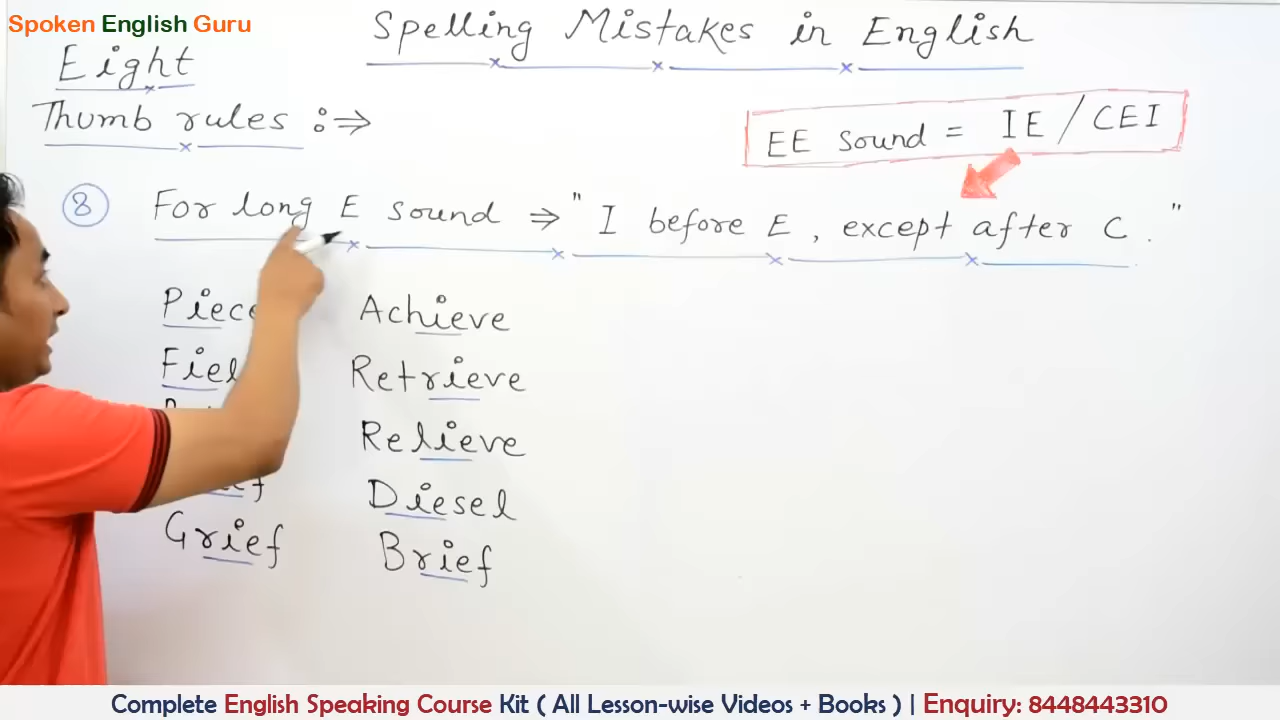 Spoken English Guru
Spelling Mistakes in English
Eight
Thumb rules :⇒
EE sound = IE / CEI
8 For long E sound ⇒ " I before E , except after C . "
Achieve
Retrieve
Relieve
Diesel
Grief Brief
Complete English Speaking Course Kit ( All Lesson-wise Videos + Books ) | Enquiry: 8448443310